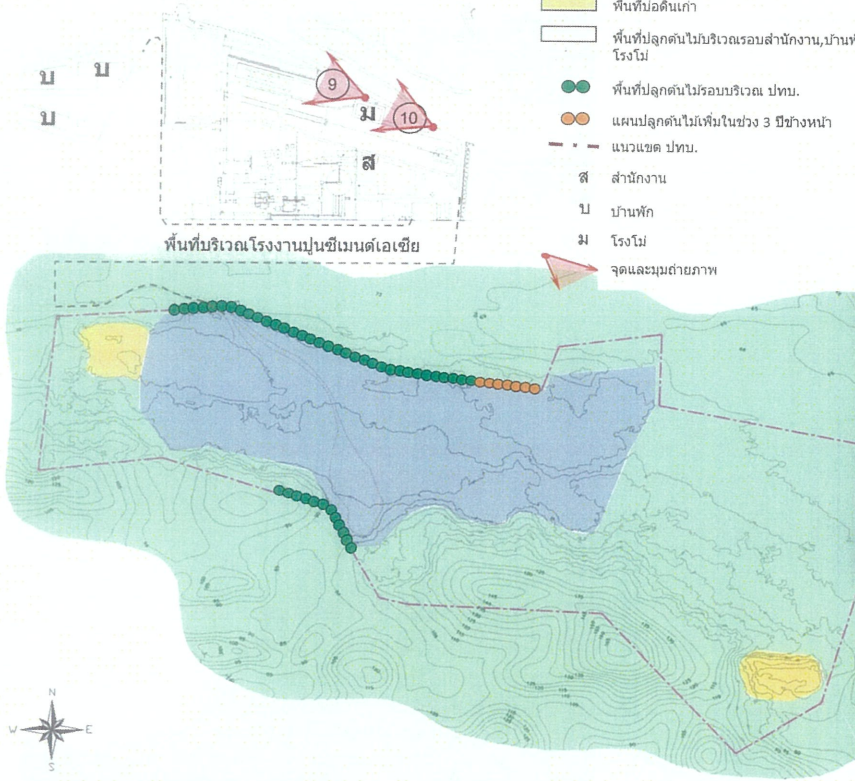 พื้นที่บ่อดินเก่า
พื้นที่ปลูกต้นไม้บริเวณรอบสำนักงาน,บ้านพัก
โรงโม่
พื้นที่ปลูกต้นไม้รอบบริเวณ ปทบ.
แผนปลูกต้นไม้เพิ่มในช่วง 3 ปีข้างหน้า
แนวเขต ปทบ.
ส สำนักงาน
บ บ้านพัก
ม โรงโม่
จุดและมุมถ่ายภาพ
บ บ
บ
9
ม 10
ส
พื้นที่บริเวณโรงงานปูนซีเมนต์เอเซีย
N
W E
S